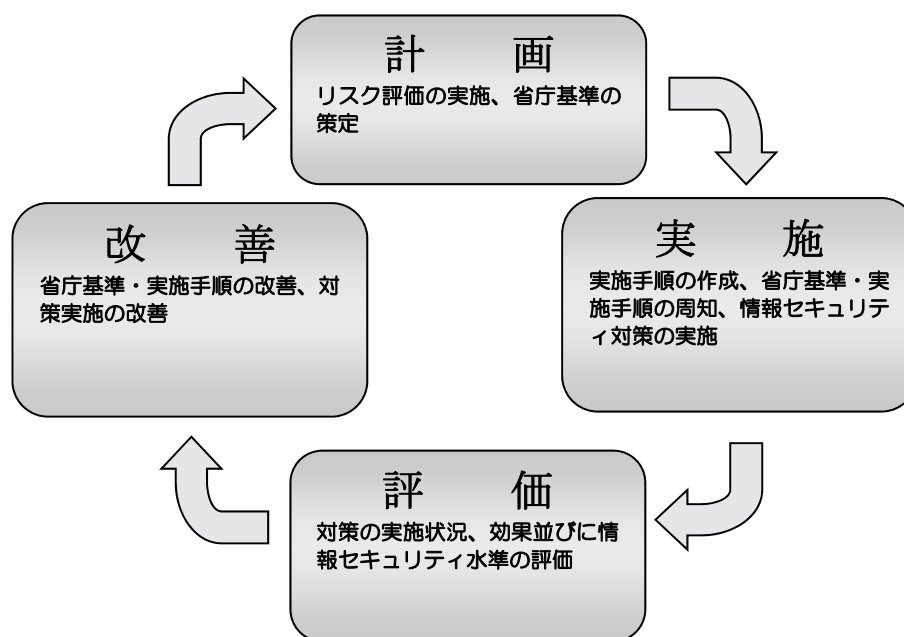 計　画
リスク評価の実施、省庁基準の
策定
改　善
省庁基準・実施手順の改善、対
策実施の改善
実　施
実施手順の作成、省庁基準・実
施手順の周知、情報セキュリテ
ィ対策の実施
評　価
対策の実施状況、効果並びに情
報セキュリティ水準の評価